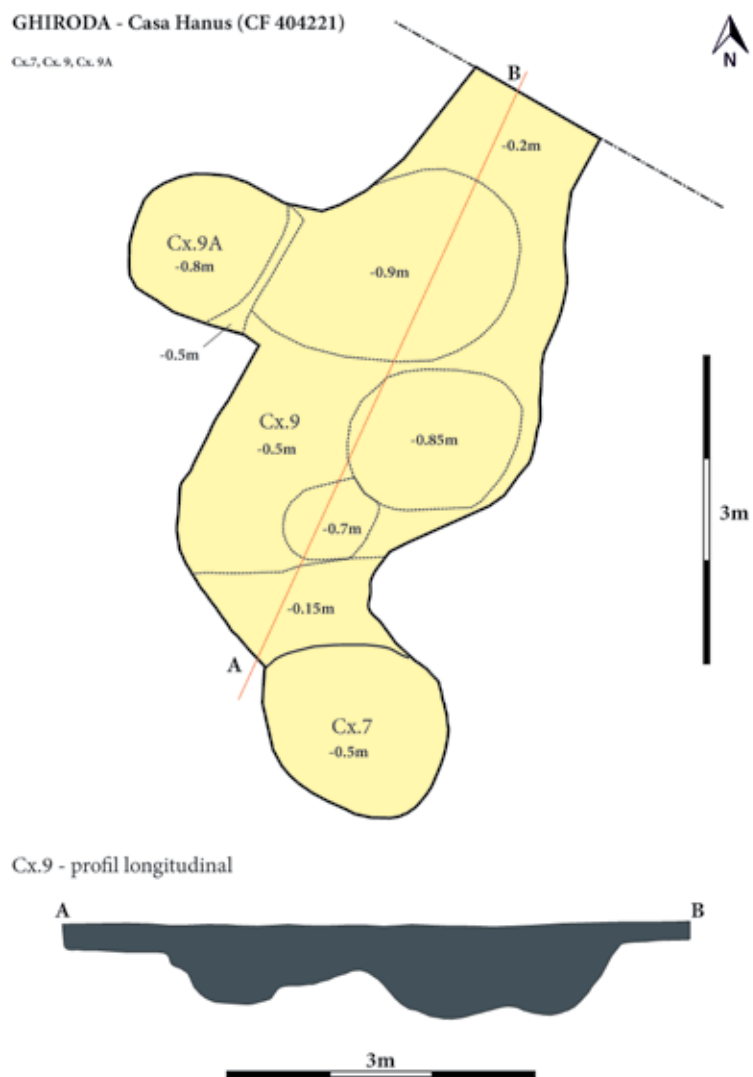 GHIRODA - Casa Hanus (CF 404221)
Cx.7, Cx. 9, Cx. 9A
N
B
-0.2m
Cx.9A
-0.8m
-0.9m
-0.5m
Cx.9
-0.5m
-0.85m
3m
-0.7m
-0.15m
A
Cx.7
-0.5m
Cx.9 - profil longitudinal
A
B
3m